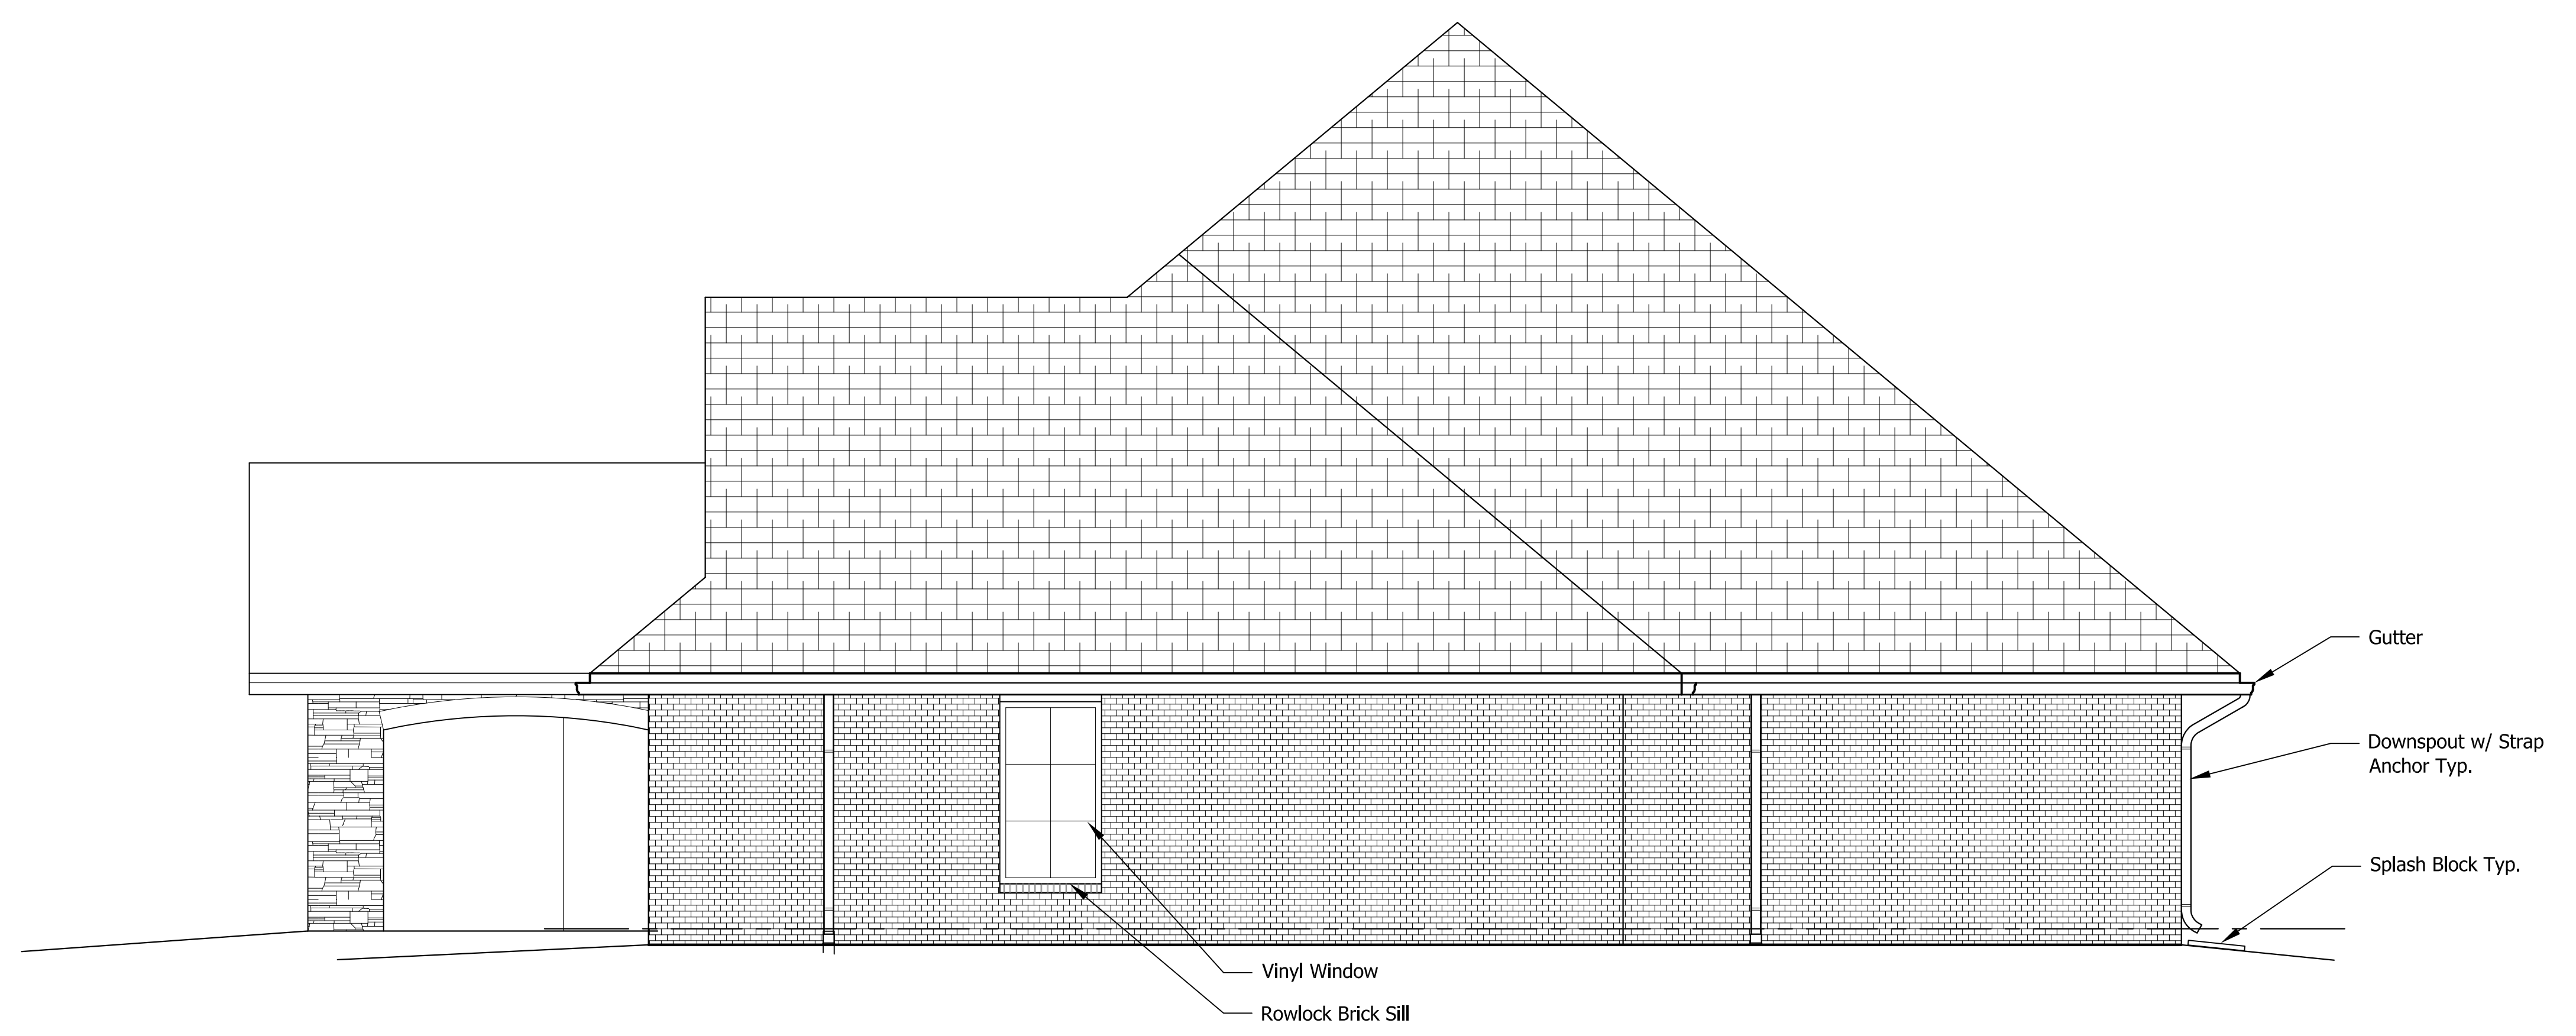 Gutter
Downspout w/ Strap
Anchor Typ.
Splash Block Typ.
Vinyl Window
Rowlock Brick Sill